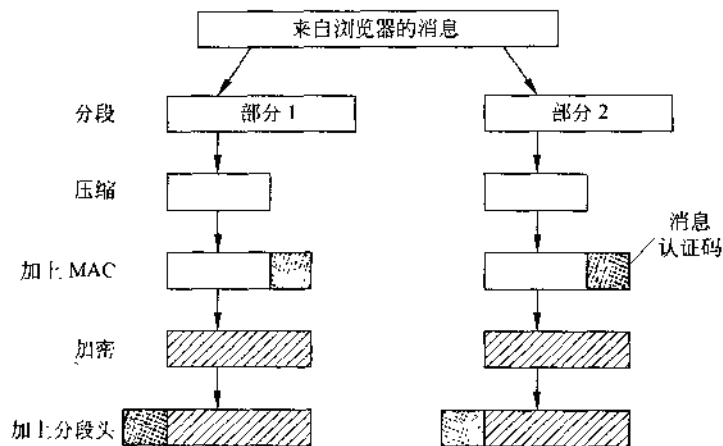 来自浏览器的消息
分段
部分 1
部分 2
压缩
消息
认证码
加上 MAC
加密
加上分段头